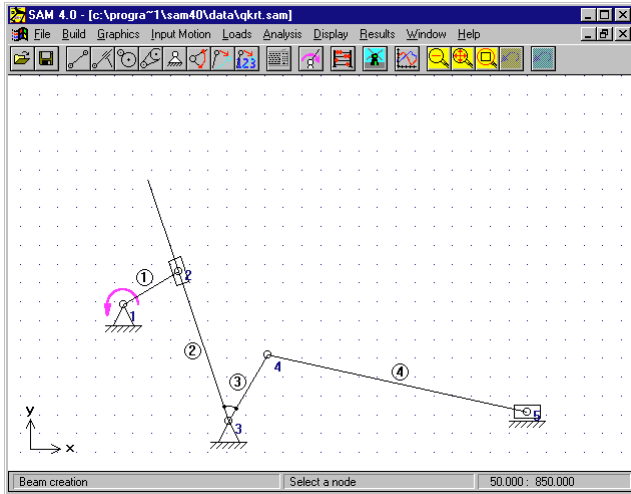 SAM 4.0 - [c:\progra~1\sam40\data\qkrt.sam]
File Build Graphics Input Motion Loads Analysis Display Results Window Help
123
1
2
1
2
3
4
4
5
3
y
x
Beam creation Select a node 50.000 : 850.000